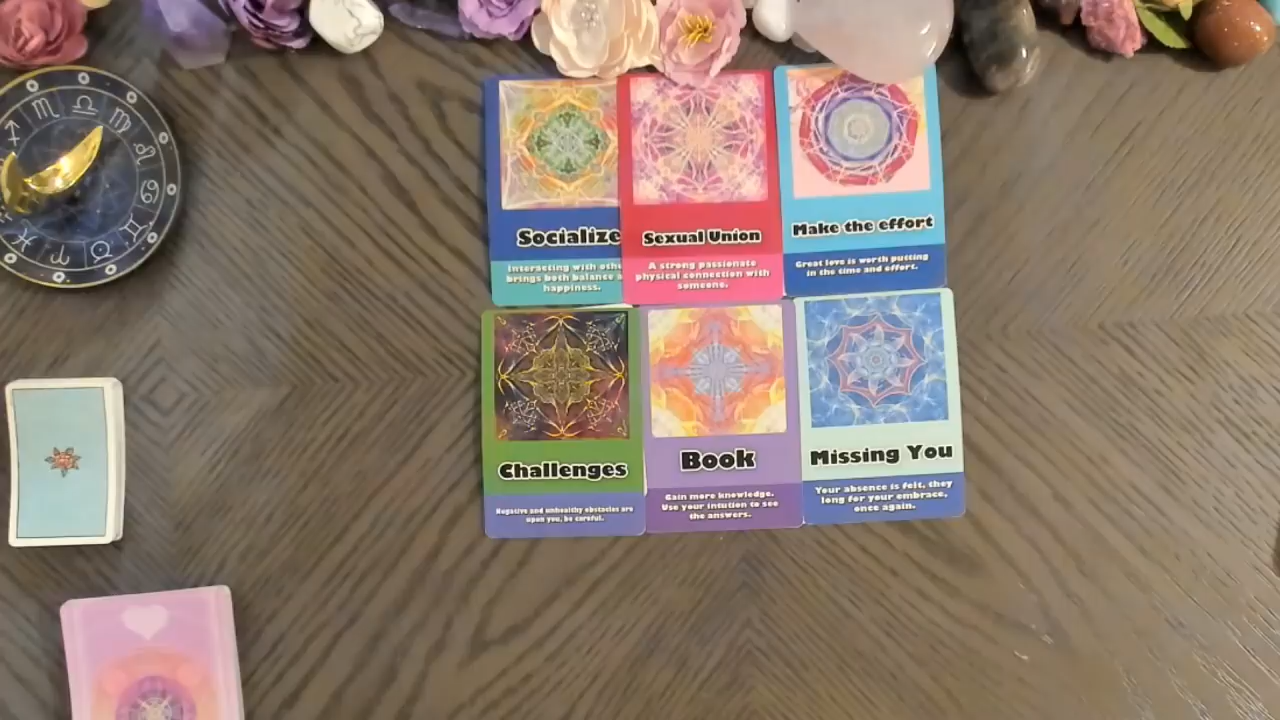 Socialize
Interacting with othe
brings both balance a
happiness.
Sexual Union
A strong passionate
physical connection with
someone.
Make the effort
Great love is worth putting
in the time and effort.
Challenges
Negative and unhealthy obstacles are
upon you, be careful.
Book
Gain more knowledge.
Use your intution to see
the answers.
Missing You
Your absence is felt, they
long for your embrace,
once again.